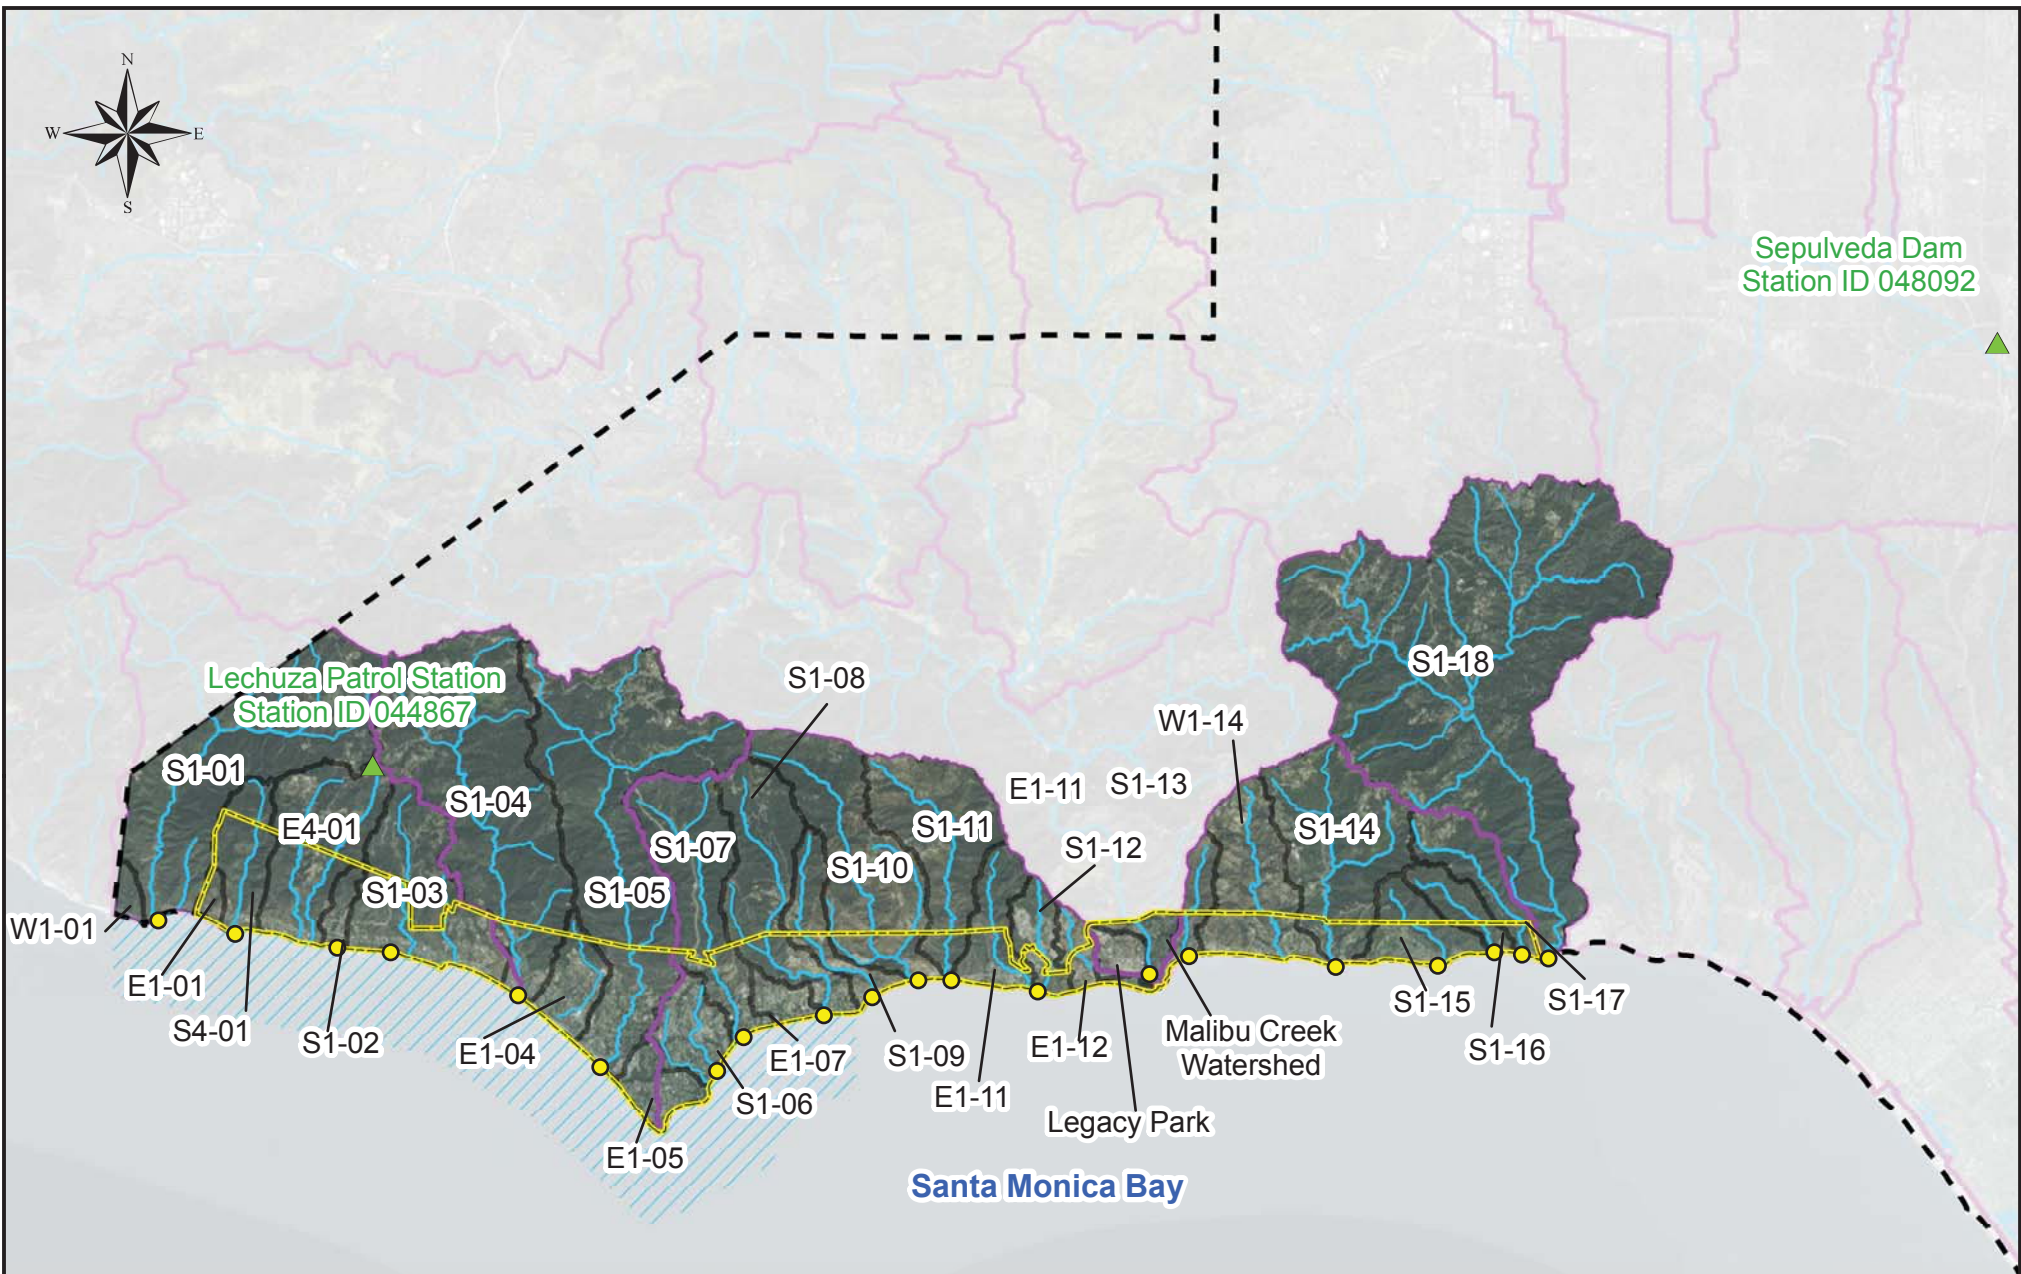 N
W
E
S
Sepulveda Dam
Station ID 048092
Lechuza Patrol Station
Station ID 044867
S1-08
S1-18
W1-14
S1-01
E1-11
S1-13
S1-04
E4-01
S1-11
S1-14
S1-07
S1-12
S1-10
S1-03
S1-05
W1-01
E1-01
S4-01
S1-02
E1-04
E1-07
S1-09
E1-12
Malibu Creek
Watershed
S1-15
S1-17
S1-16
E1-11
S1-06
Legacy Park
E1-05
Santa Monica Bay